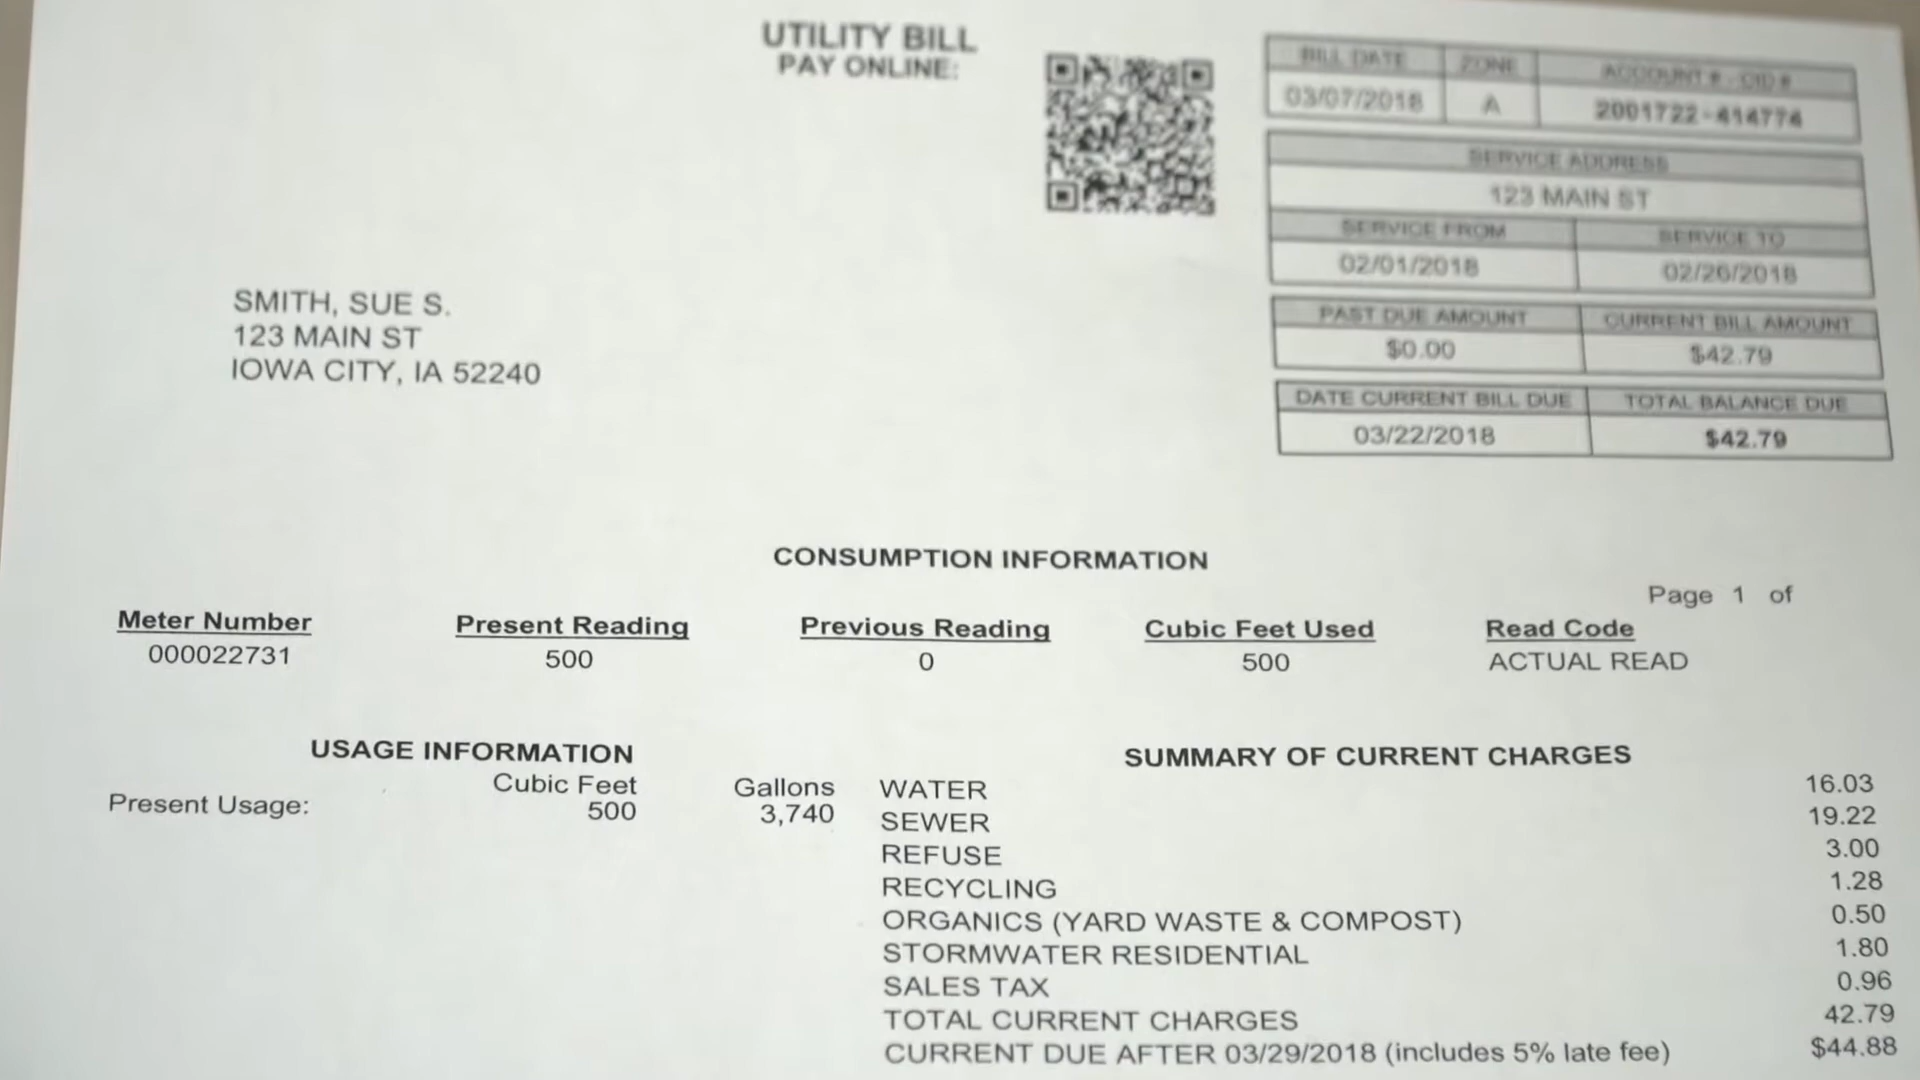 UTILITY BILL
PAY ONLINE:
BILL DATE ZONE ACCOUNT # - CID #
03/07/2018 A 2001722-414774
SERVICE ADDRESS
123 MAIN ST
SERVICE FROM SERVICE TO
02/01/2018 02/26/2018
PAST DUE AMOUNT CURRENT BILL AMOUNT
$0.00 $42.79
DATE CURRENT BILL DUE TOTAL BALANCE DUE
03/22/2018 $42.79
SMITH, SUE S.
123 MAIN ST
IOWA CITY, IA 52240
CONSUMPTION INFORMATION
Page 1 of
Meter Number Present Reading Previous Reading Cubic Feet Used Read Code
000022731 500 0 500 ACTUAL READ
USAGE INFORMATION
Cubic Feet Gallons
Present Usage: 500 3,740
SUMMARY OF CURRENT CHARGES
WATER 16.03
SEWER 19.22
REFUSE 3.00
RECYCLING 1.28
ORGANICS (YARD WASTE & COMPOST) 0.50
STORMWATER RESIDENTIAL 1.80
SALES TAX 0.96
TOTAL CURRENT CHARGES 42.79
CURRENT DUE AFTER 03/29/2018 (includes 5% late fee) $44.88